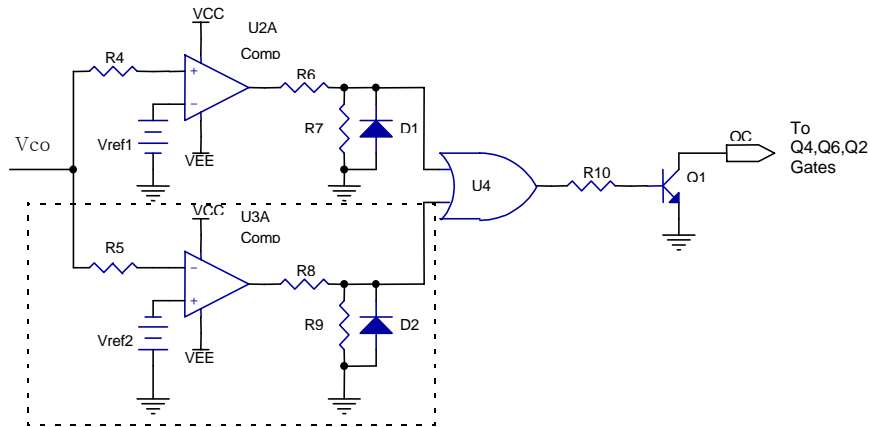 VCC
U2A
Comp
R4
+
−
R6
Vref1
VEE
R7
D1
Vco
To
Q4,Q6,Q2
Gates
OC
U4
R10
Q1
VCC
U3A
Comp
R5
−
+
R8
Vref2
VEE
R9
D2